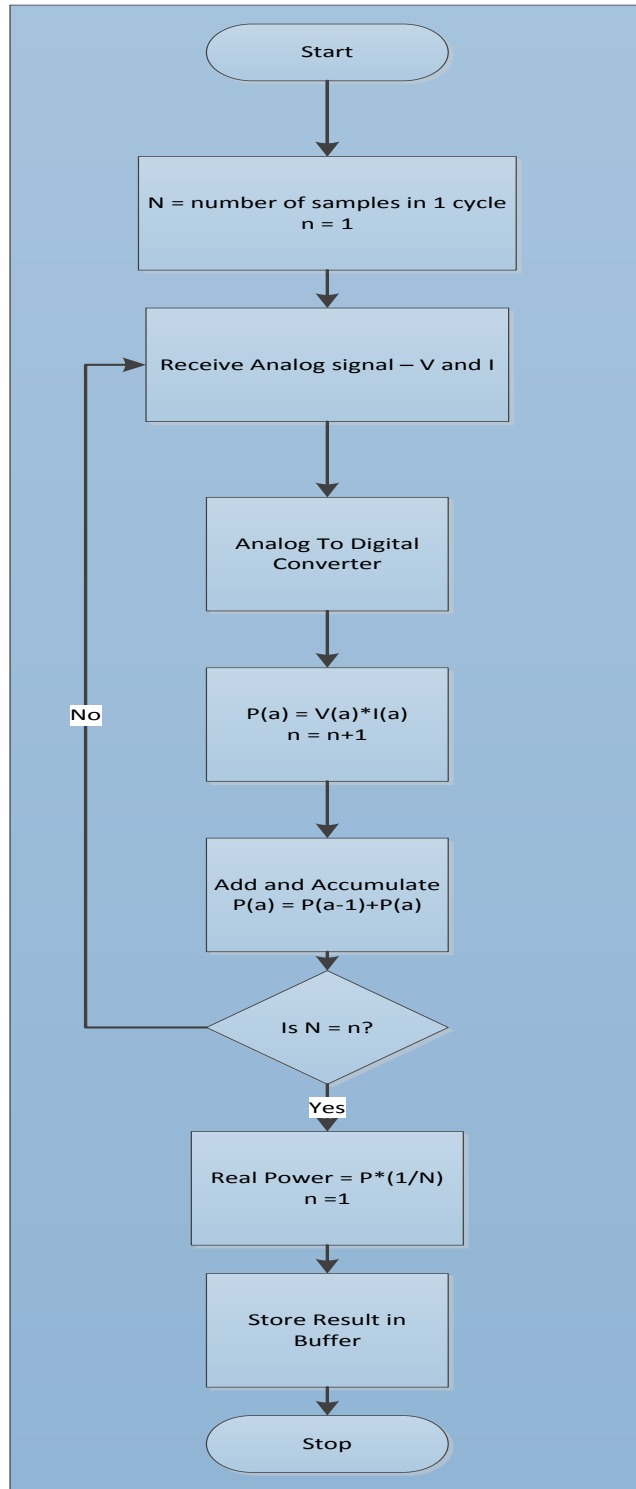 Start
N = number of samples in 1 cycle
n = 1
Receive Analog signal – V and I
Analog To Digital
Converter
P(a) = V(a)*I(a)
n = n+1
No
Add and Accumulate
P(a) = P(a-1)+P(a)
Is N = n?
Yes
Real Power = P*(1/N)
n =1
Store Result in
Buffer
Stop